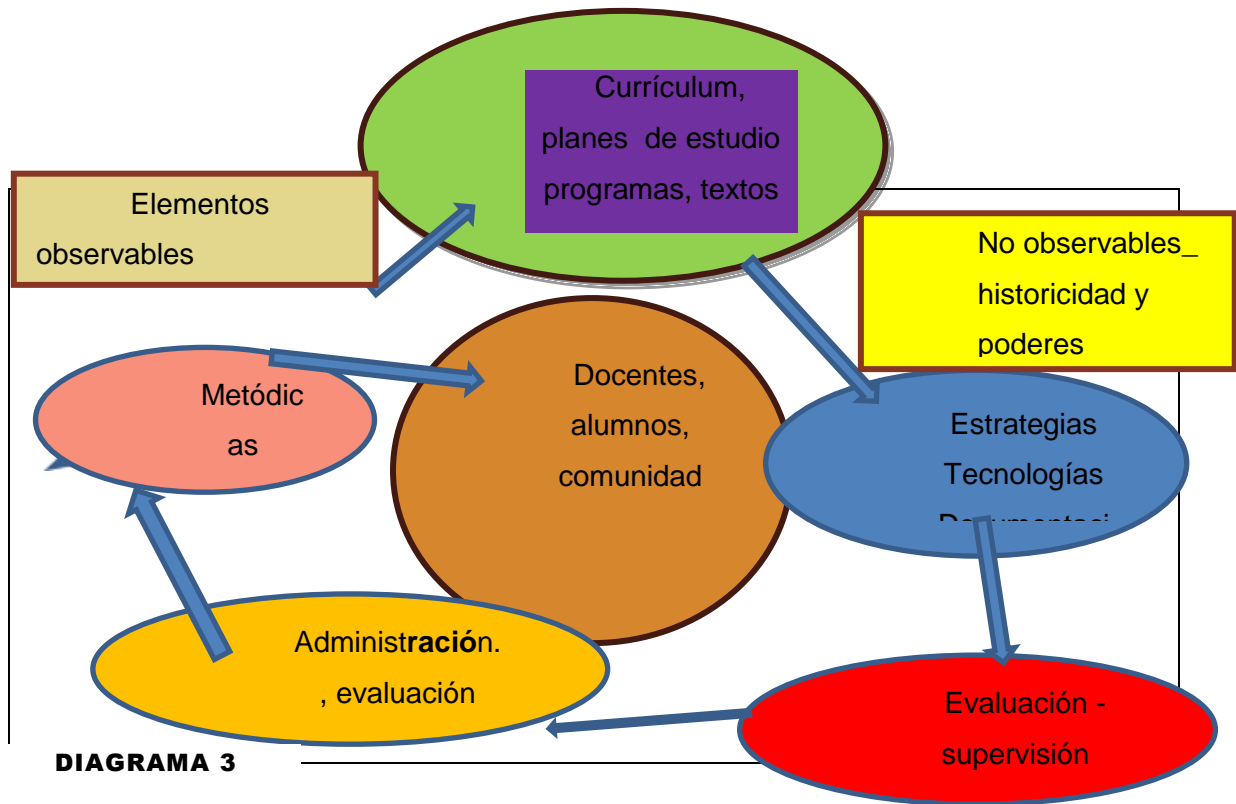 Currículum,
planes de estudio
programas, textos
Elementos
observables
No observables_
historicidad y
poderes
Metódic
as
Docentes,
alumnos,
comunidad
Estrategias
Tecnologías
Administración.
, evaluación
Evaluación -
supervisión
DIAGRAMA 3